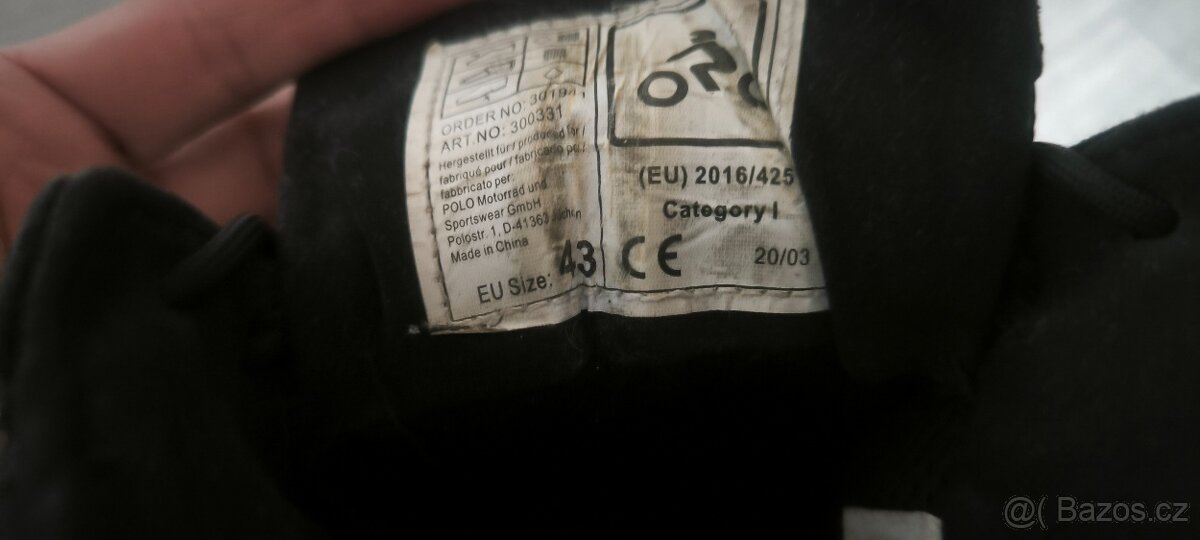 ORDER NO: 301941
ART.NO: 300331
Hergestellt für / produced for /
fabriqué pour / fabricado po /
fabbricato per:
POLO Motorrad und
Sportswear GmbH
Polostr. 1, D-41363
Made in China
EU Size: 43
(EU) 2016/425
Category I
CE
20/03
@( Bazos.cz